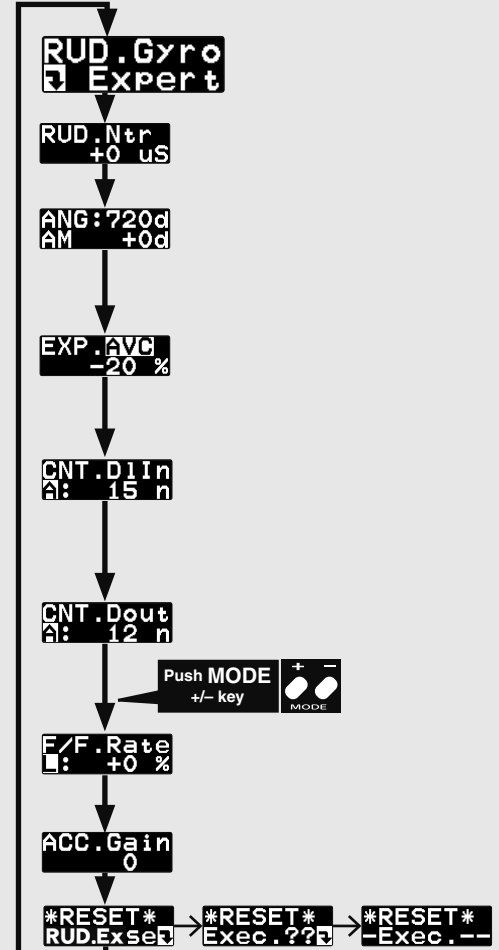 RUD.Gyro
Expert
RUD.Ntr
+0 uS
ANG:720d
AM +0d
EXP.AVC
-20 %
CNT.DlIn
A: 15 n
CNT.Dout
A: 12 n
Push MODE
+/– key
+ −
MODE
F/F.Rate
L: +0 %
ACC.Gain
0
*RESET*
RUD.Exse
*RESET*
Exec.??
*RESET*
-Exec.--